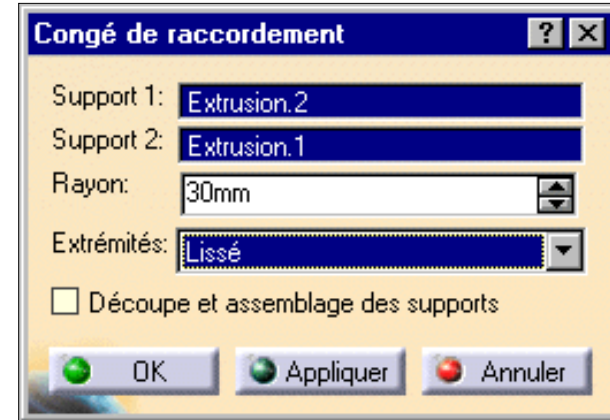 Congé de raccordement ? X
Support 1: Extrusion.2
Support 2: Extrusion.1
Rayon: 30mm
Extrémités: Lissé
Découpe et assemblage des supports
OK Appliquer Annuler